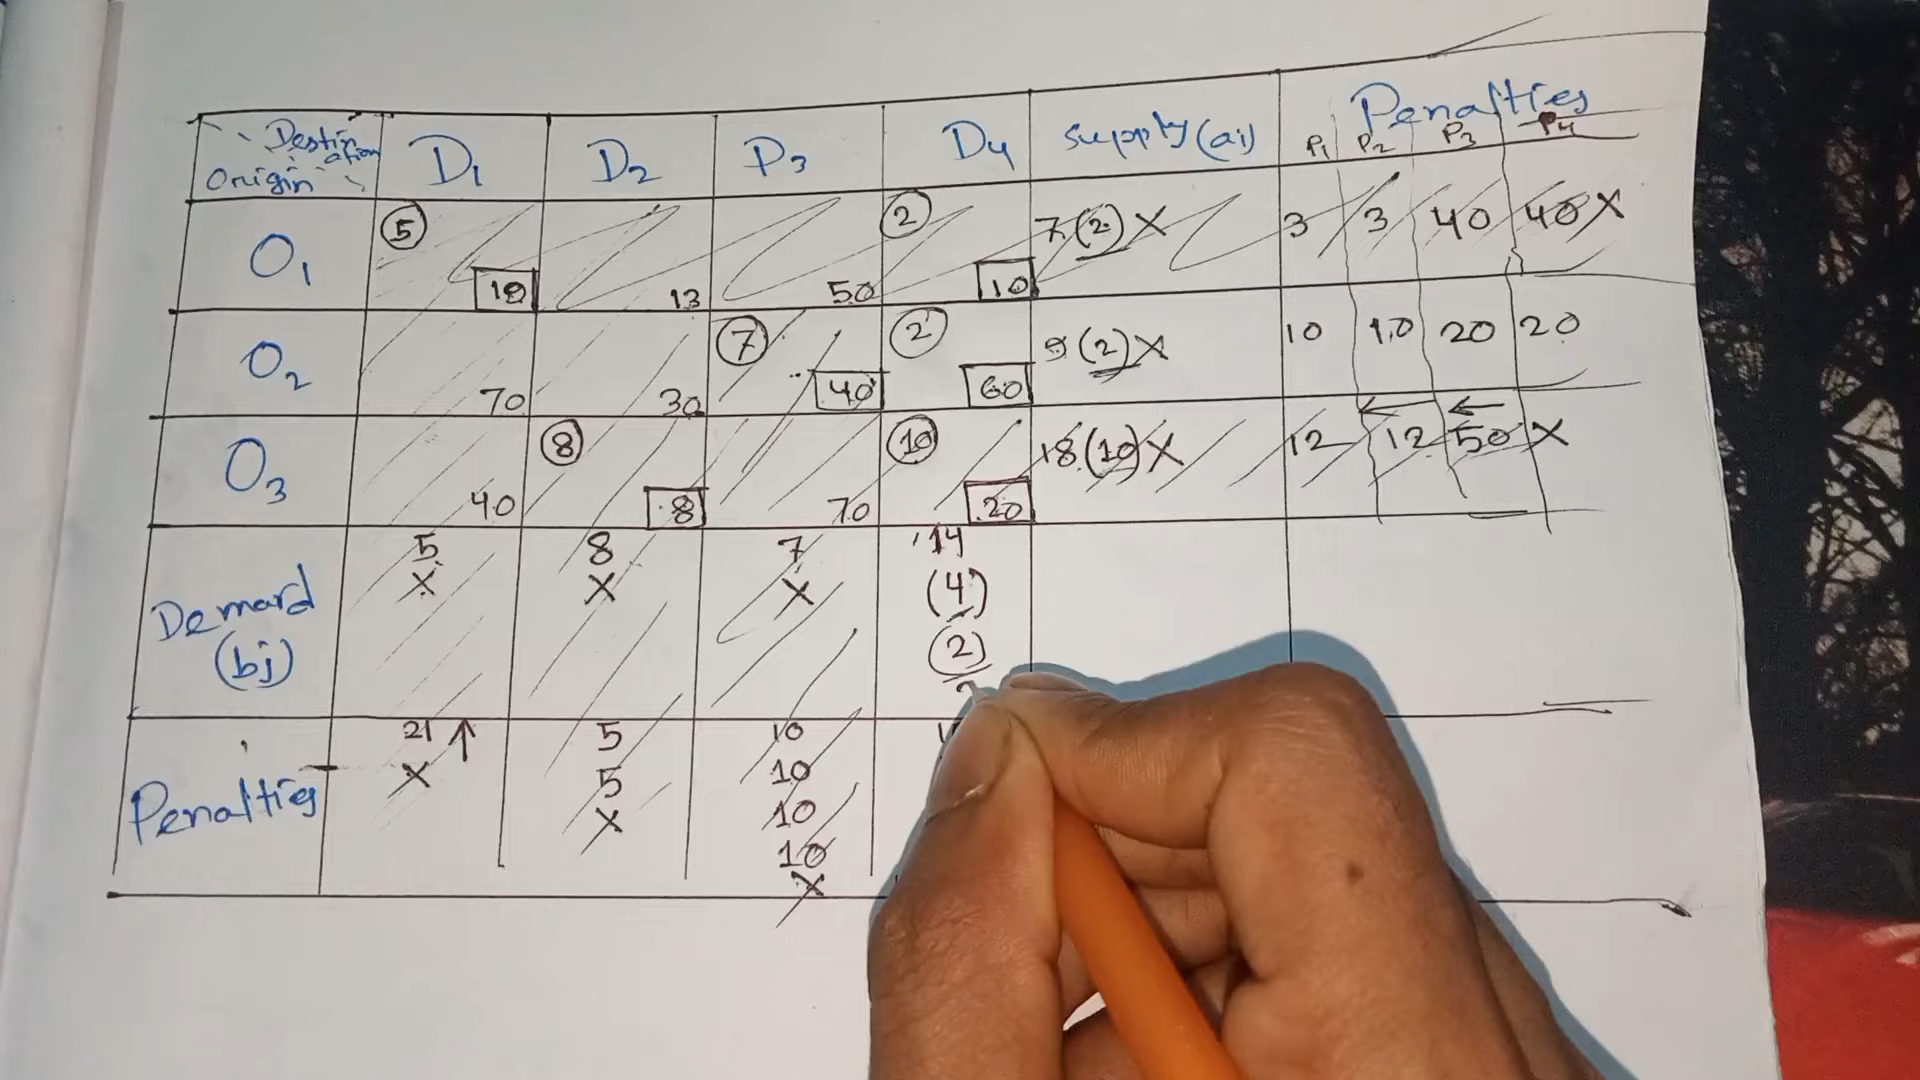 Destin ation Origin D1 D2 P3 D4 supply(ai) Penalties
P1 P2 P3 P4
O1 5 10 13 50 2 10 7(2)X 3 3 40 40X
O2 70 30 7 40 2 60 9(2)X 10 10 20 20
O3 40 8 8 70 10 20 18(10)X 12 12 50 X
Demand 5 8 7 14
X X X (4)
(bj) (2)
Penalties 21 5 10
X 5 10
X 10
10
X